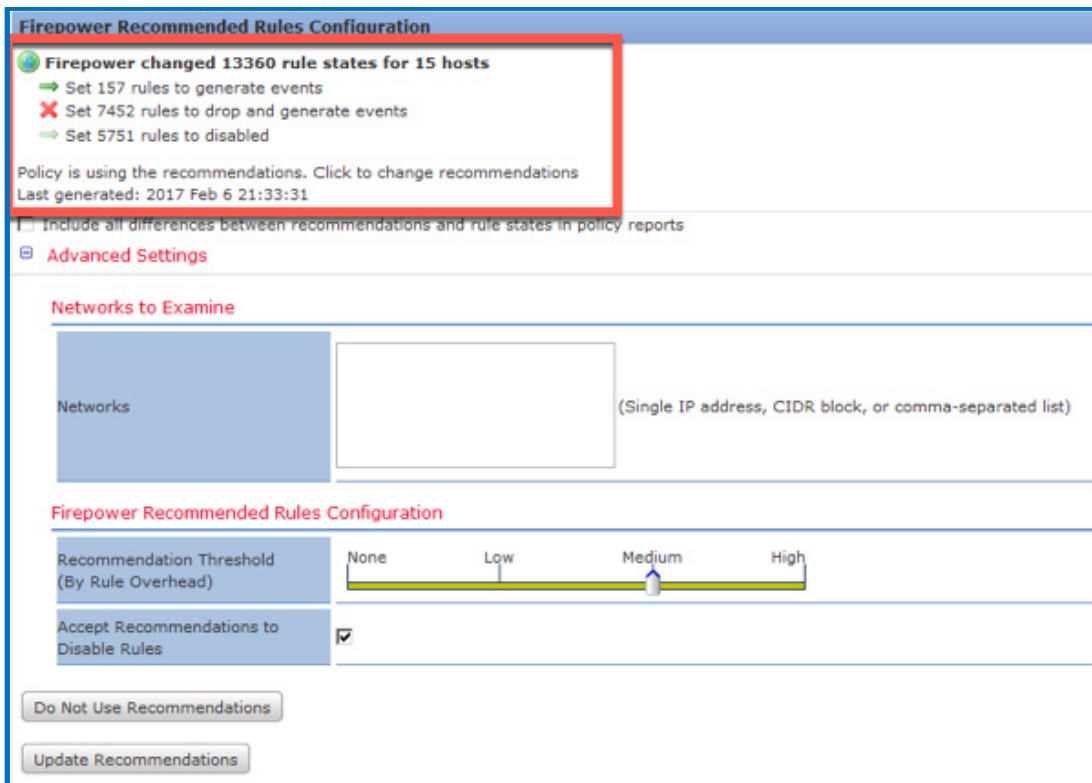 Firepower Recommended Rules Configuration
Firepower changed 13360 rule states for 15 hosts
Set 157 rules to generate events
Set 7452 rules to drop and generate events
Set 5751 rules to disabled
Policy is using the recommendations. Click to change recommendations
Last generated: 2017 Feb 6 21:33:31
Include all differences between recommendations and rule states in policy reports
Advanced Settings
Networks to Examine
Networks
(Single IP address, CIDR block, or comma-separated list)
Firepower Recommended Rules Configuration
Recommendation Threshold
(By Rule Overhead)
None Low Medium High
Accept Recommendations to
Disable Rules
Do Not Use Recommendations
Update Recommendations